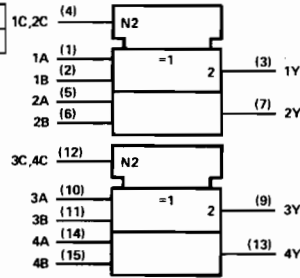 1C,2C (4) N2
1A (1) =1
1B (2) 2 (3) 1Y
2A (5)
2B (6) (7) 2Y
3C,4C (12) N2
3A (10) =1
3B (11) 2 (9) 3Y
4A (14)
4B (15) (13) 4Y